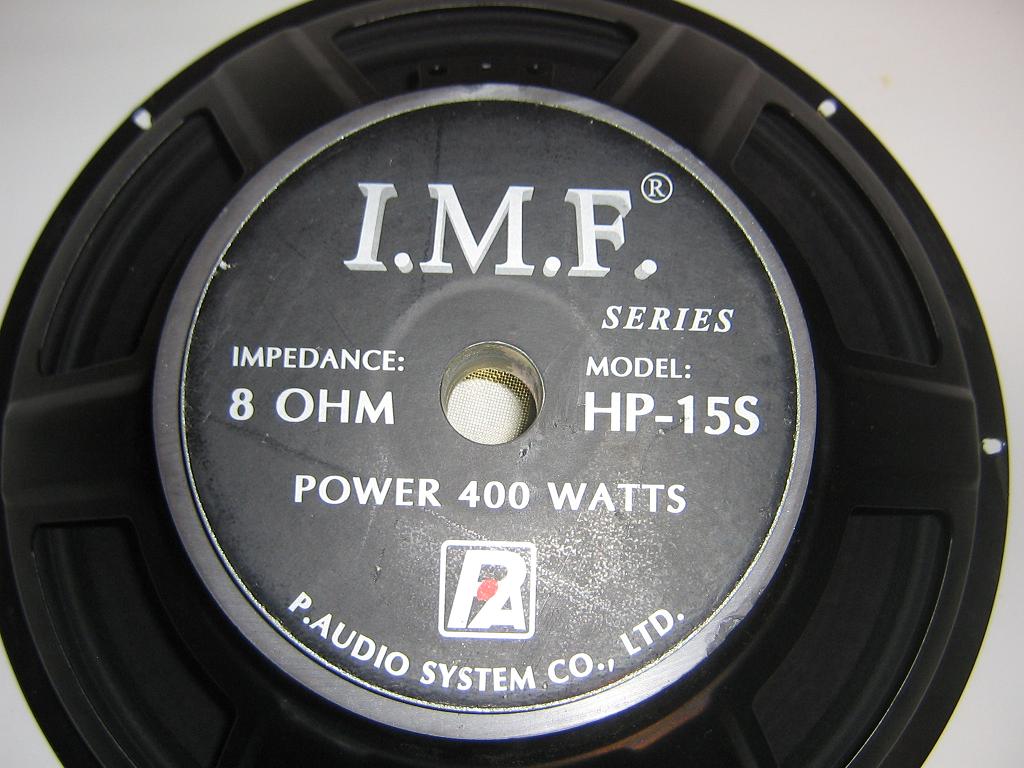 I.M.F.®
SERIES
IMPEDANCE:
8 OHM
MODEL:
HP-15S
POWER 400 WATTS
PA
P.AUDIO SYSTEM CO., LTD.